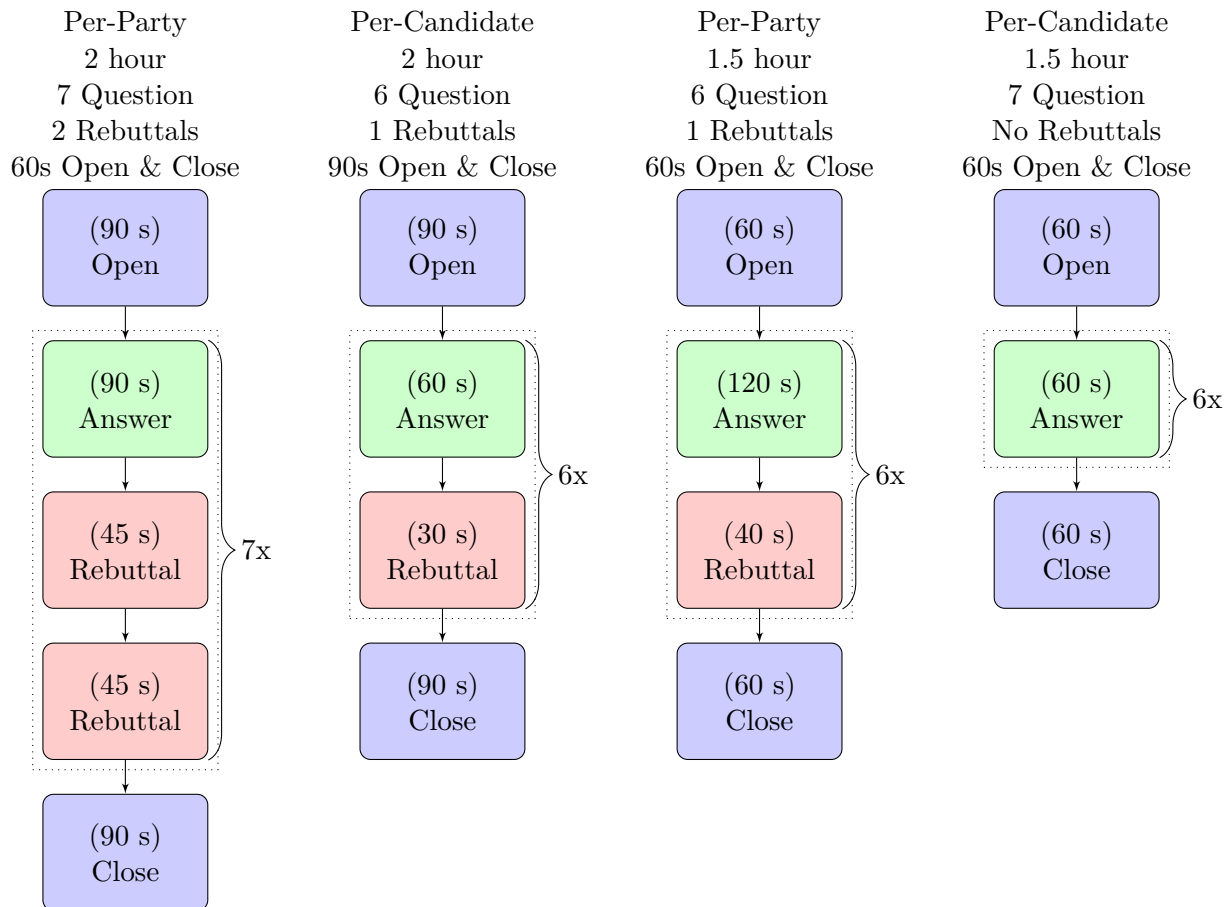 Per-Party
2 hour
7 Question
2 Rebuttals
60s Open & Close
(90 s)
Open
(90 s)
Answer
(45 s)
Rebuttal
(45 s)
Rebuttal
7x
(90 s)
Close
Per-Candidate
2 hour
6 Question
1 Rebuttals
90s Open & Close
(90 s)
Open
(60 s)
Answer
(30 s)
Rebuttal
6x
(90 s)
Close
Per-Party
1.5 hour
6 Question
1 Rebuttals
60s Open & Close
(60 s)
Open
(120 s)
Answer
(40 s)
Rebuttal
6x
(60 s)
Close
Per-Candidate
1.5 hour
7 Question
No Rebuttals
60s Open & Close
(60 s)
Open
(60 s)
Answer
6x
(60 s)
Close